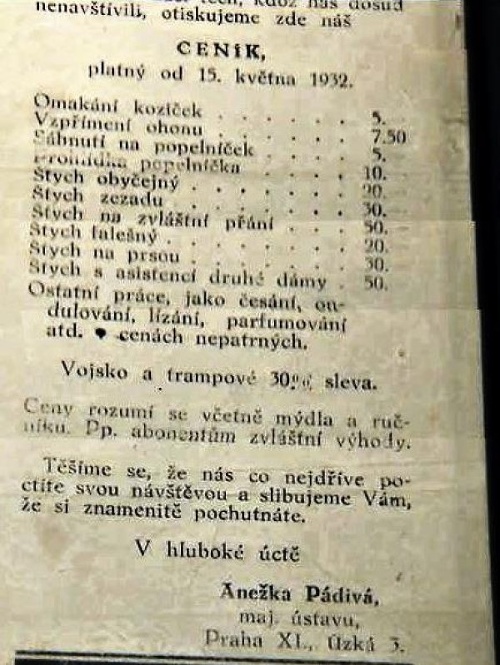 nenavštívili, otiskujeme zde náš
CENíK,
platný od 15. května 1932.
Omakání kozíček . . . . . . . 5.
Vzpřímení ohonu . . . . . . . 7.50
Sáhnutí na popelníček . . . . 5.
Prohlídka popelníčka . . . . . 10.
Štych obyčejný . . . . . . . 20.
Štych zezadu . . . . . . . . 30.
Štych na zvláštní přání . . . . 50.
Štych falešný . . . . . . . . 20.
Štych na prsou . . . . . . . 30.
Štych s asistencí druhé dámy . 50.
Ostatní práce, jako česání, on-
dulování, lízání, parfumování
atd. cenách nepatrných.
Vojsko a trampové 30% sleva.
Ceny rozumí se včetně mýdla a ruč-
níku. Pp. abonentům zvláštní výhody.
Těšíme se, že nás co nejdříve po-
ctíte svou návštěvou a slibujeme Vám,
že si znamenitě pochutnáte.
V hluboké úctě
Anežka Pádivá,
maj. ústavu,
Praha XI., Úzká 3.